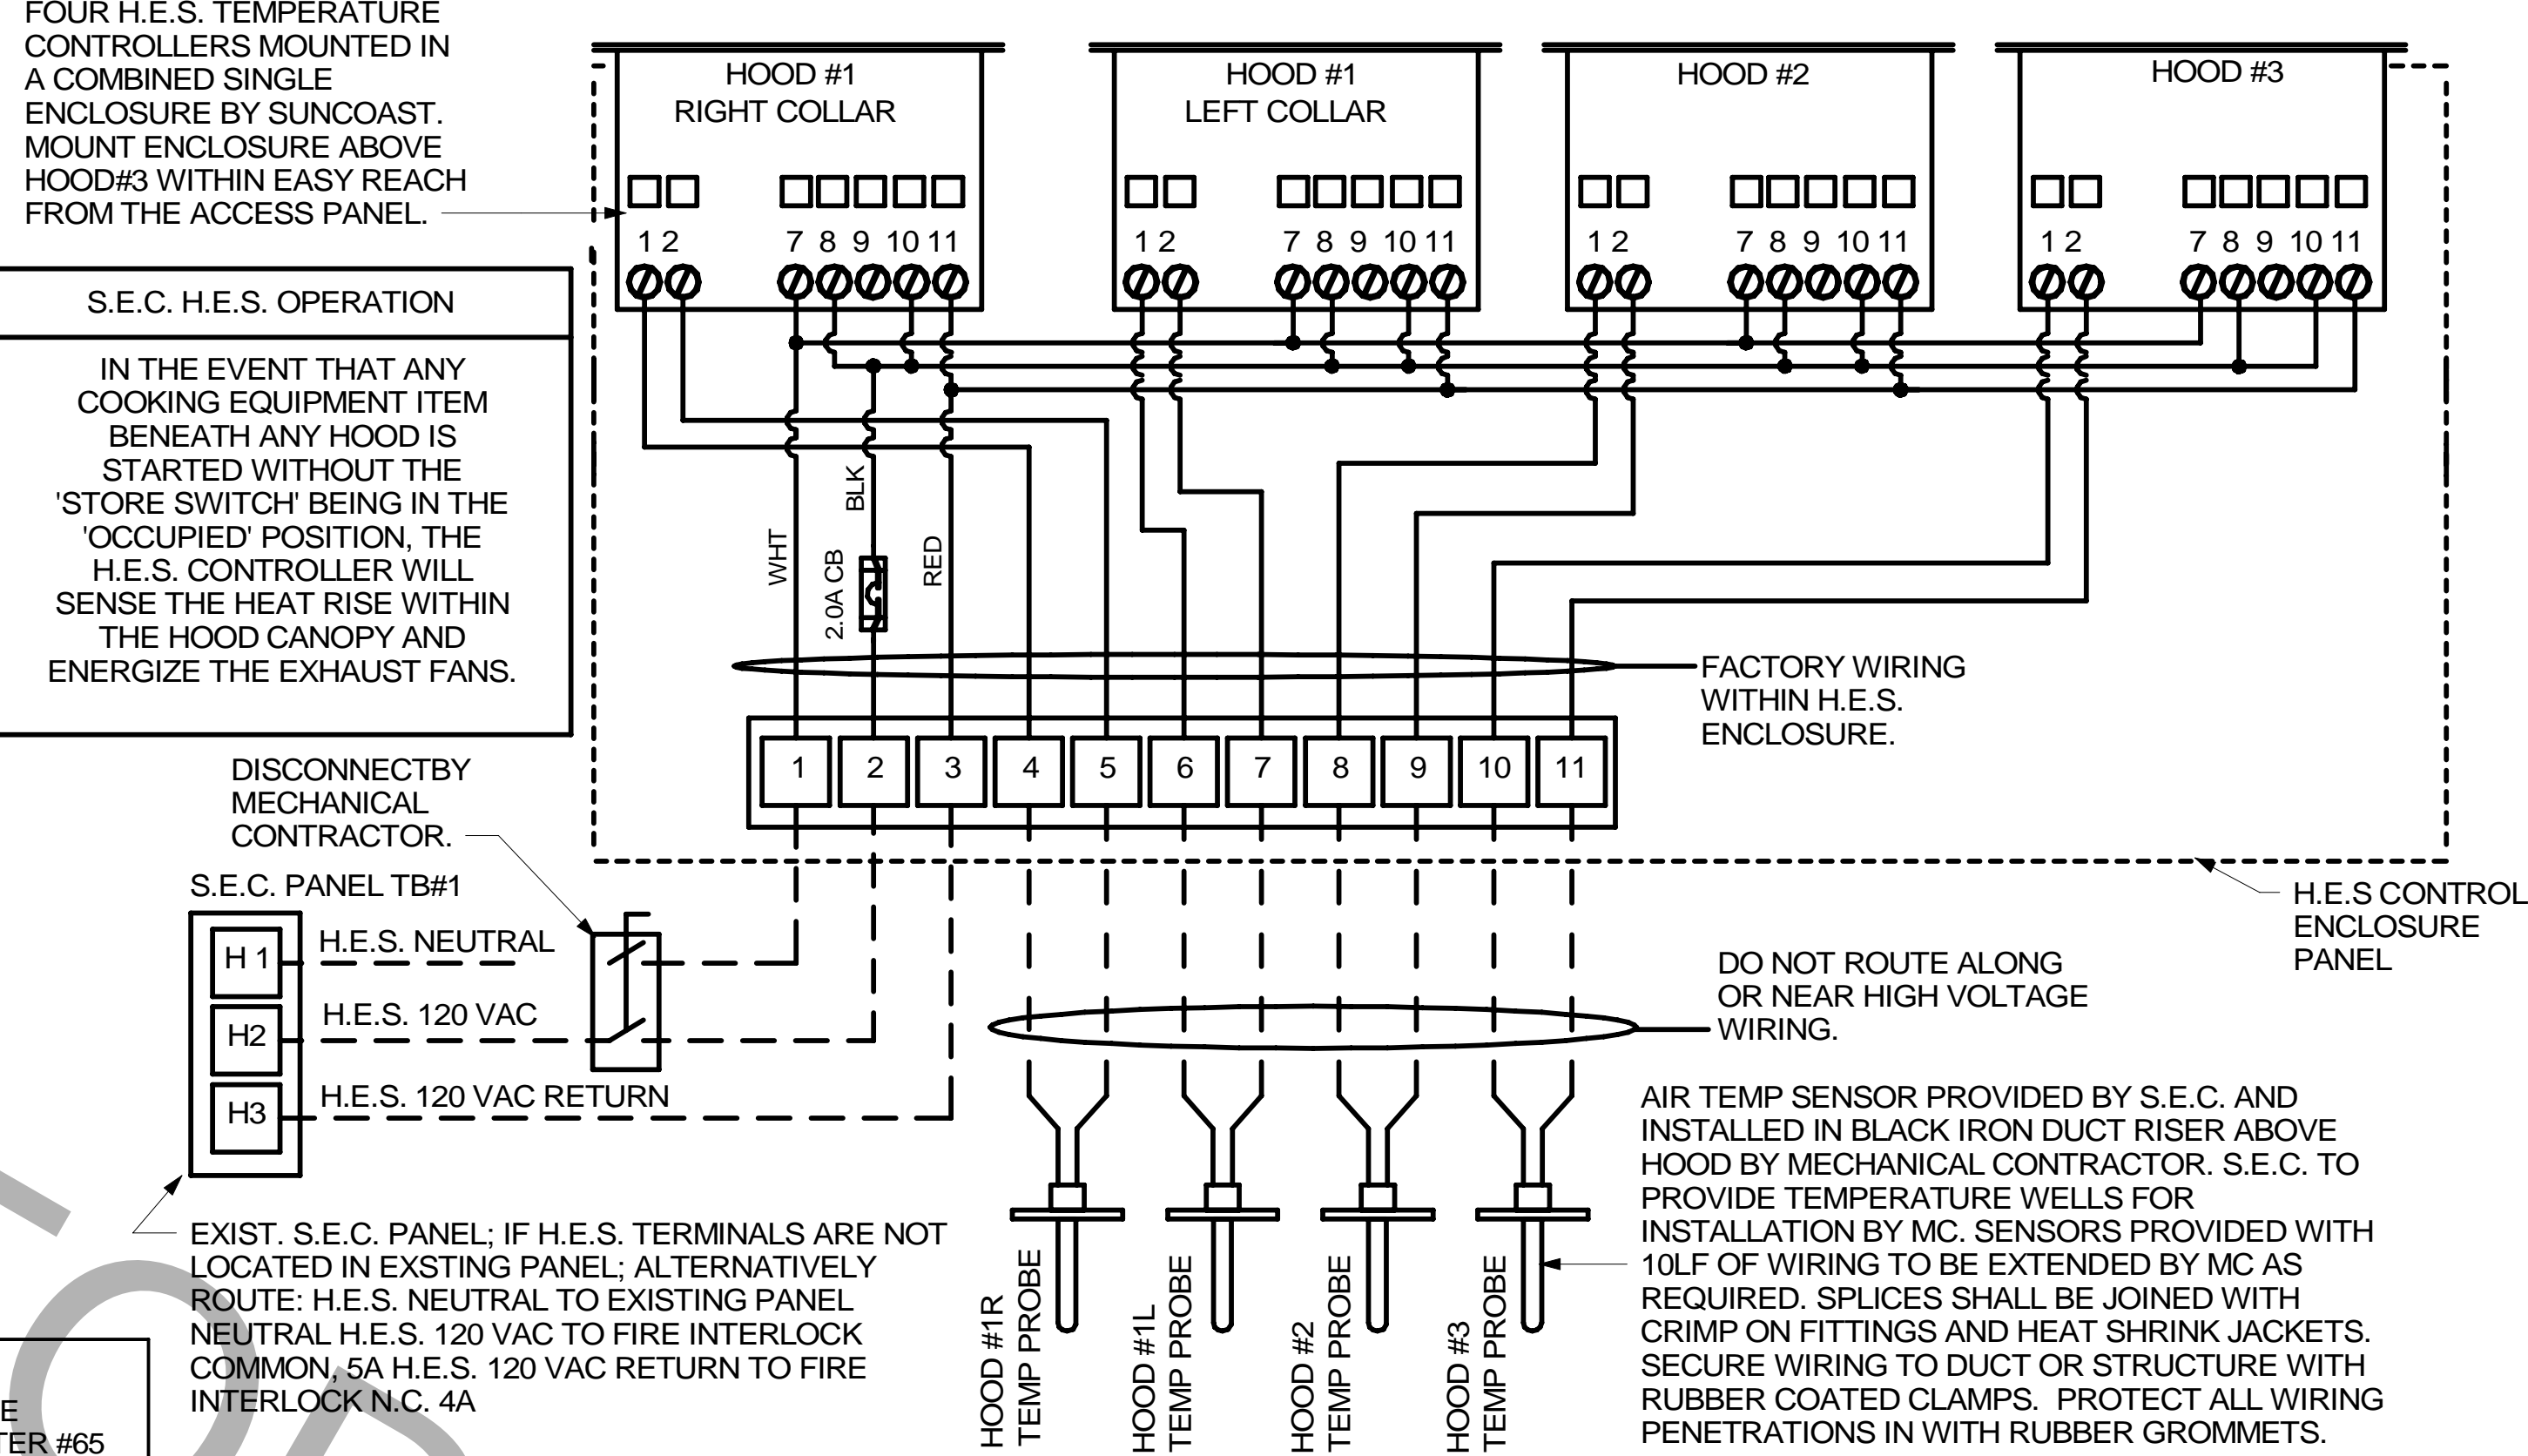 FOUR H.E.S. TEMPERATURE
CONTROLLERS MOUNTED IN
A COMBINED SINGLE
ENCLOSURE BY SUNCOAST.
MOUNT ENCLOSURE ABOVE
HOOD#3 WITHIN EASY REACH
FROM THE ACCESS PANEL.
HOOD #1
RIGHT COLLAR
1 2 7 8 9 10 11
HOOD #1
LEFT COLLAR
1 2 7 8 9 10 11
HOOD #2
1 2 7 8 9 10 11
HOOD #3
1 2 7 8 9 10 11
S.E.C. H.E.S. OPERATION
IN THE EVENT THAT ANY
COOKING EQUIPMENT ITEM
BENEATH ANY HOOD IS
STARTED WITHOUT THE
'STORE SWITCH' BEING IN THE
'OCCUPIED' POSITION, THE
H.E.S. CONTROLLER WILL
SENSE THE HEAT RISE WITHIN
THE HOOD CANOPY AND
ENERGIZE THE EXHAUST FANS.
WHT
BLK
2.0A CB
RED
FACTORY WIRING
WITHIN H.E.S.
ENCLOSURE.
1 2 3 4 5 6 7 8 9 10 11
DISCONNECTBY
MECHANICAL
CONTRACTOR.
S.E.C. PANEL TB#1
H 1
H.E.S. NEUTRAL
H2
H.E.S. 120 VAC
H3
H.E.S. 120 VAC RETURN
H.E.S CONTROL
ENCLOSURE
PANEL
DO NOT ROUTE ALONG
OR NEAR HIGH VOLTAGE
WIRING.
AIR TEMP SENSOR PROVIDED BY S.E.C. AND
INSTALLED IN BLACK IRON DUCT RISER ABOVE
HOOD BY MECHANICAL CONTRACTOR. S.E.C. TO
PROVIDE TEMPERATURE WELLS FOR
INSTALLATION BY MC. SENSORS PROVIDED WITH
10LF OF WIRING TO BE EXTENDED BY MC AS
REQUIRED. SPLICES SHALL BE JOINED WITH
CRIMP ON FITTINGS AND HEAT SHRINK JACKETS.
SECURE WIRING TO DUCT OR STRUCTURE WITH
RUBBER COATED CLAMPS. PROTECT ALL WIRING
PENETRATIONS IN WITH RUBBER GROMMETS.
EXIST. S.E.C. PANEL; IF H.E.S. TERMINALS ARE NOT
LOCATED IN EXSTING PANEL; ALTERNATIVELY
ROUTE: H.E.S. NEUTRAL TO EXISTING PANEL
NEUTRAL H.E.S. 120 VAC TO FIRE INTERLOCK
COMMON, 5A H.E.S. 120 VAC RETURN TO FIRE
INTERLOCK N.C. 4A
HOOD #1R
TEMP PROBE
HOOD #1L
TEMP PROBE
HOOD #2
TEMP PROBE
HOOD #3
TEMP PROBE
#65